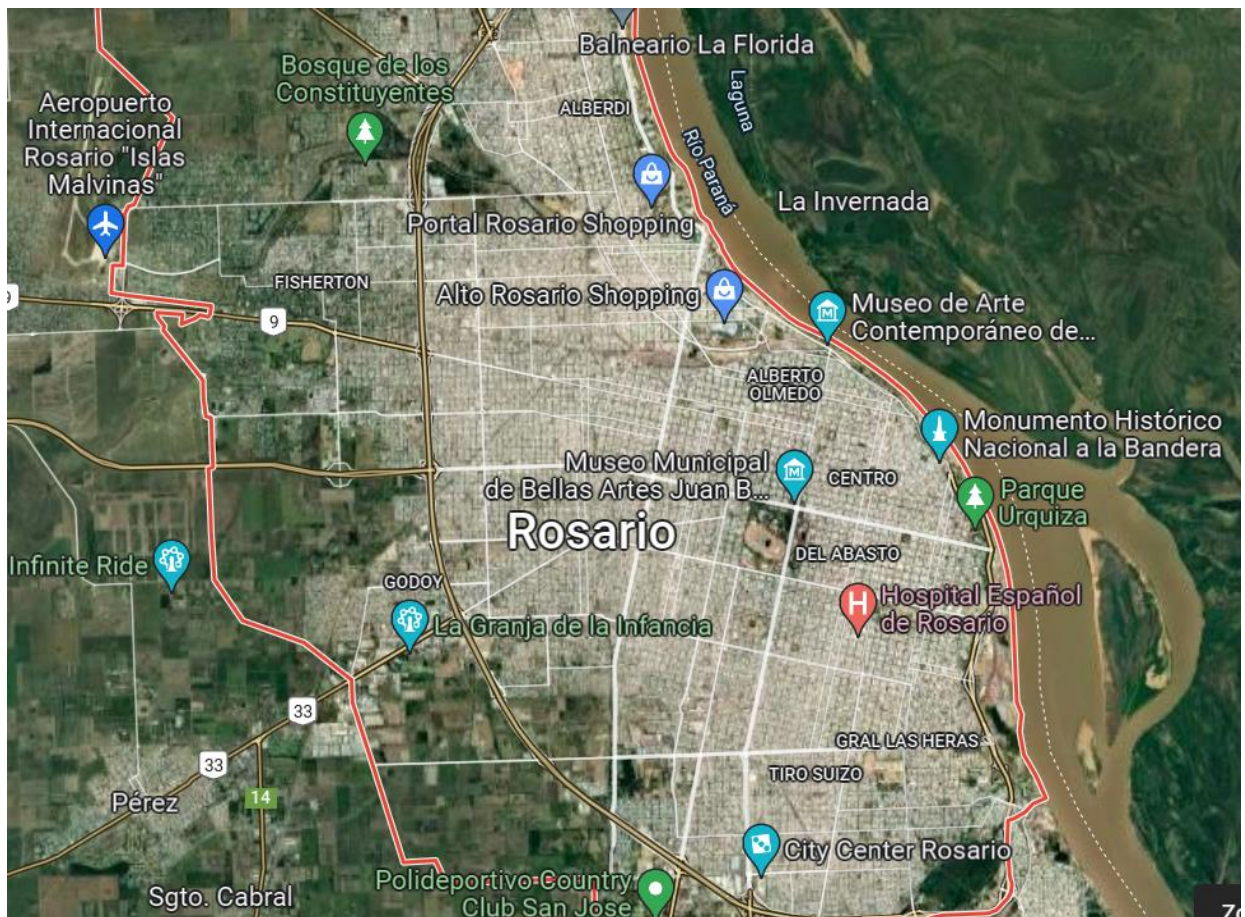 Balneario La Florida
Bosque de los
Constituyentes
Laguna
Aeropuerto
Internacional
Rosario "Islas
Malvinas"
ALBERDI
Río Paraná
La Invernada
Portal Rosario Shopping
FISHERTON
Alto Rosario Shopping
9
9
Museo de Arte
Contemporáneo de...
ALBERTO
OLMEDO
Monumento Histórico
Nacional a la Bandera
Museo Municipal
de Bellas Artes Juan B...
CENTRO
Parque
Urquiza
Rosario
DEL ABASTO
Infinite Ride
GODOY
Hospital Español
de Rosario
La Granja de la Infancia
33
33
GRAL LAS HERAS
TIRO SUIZO
Pérez
14
City Center Rosario
Polideportivo Country
Club San José
Sgto. Cabral